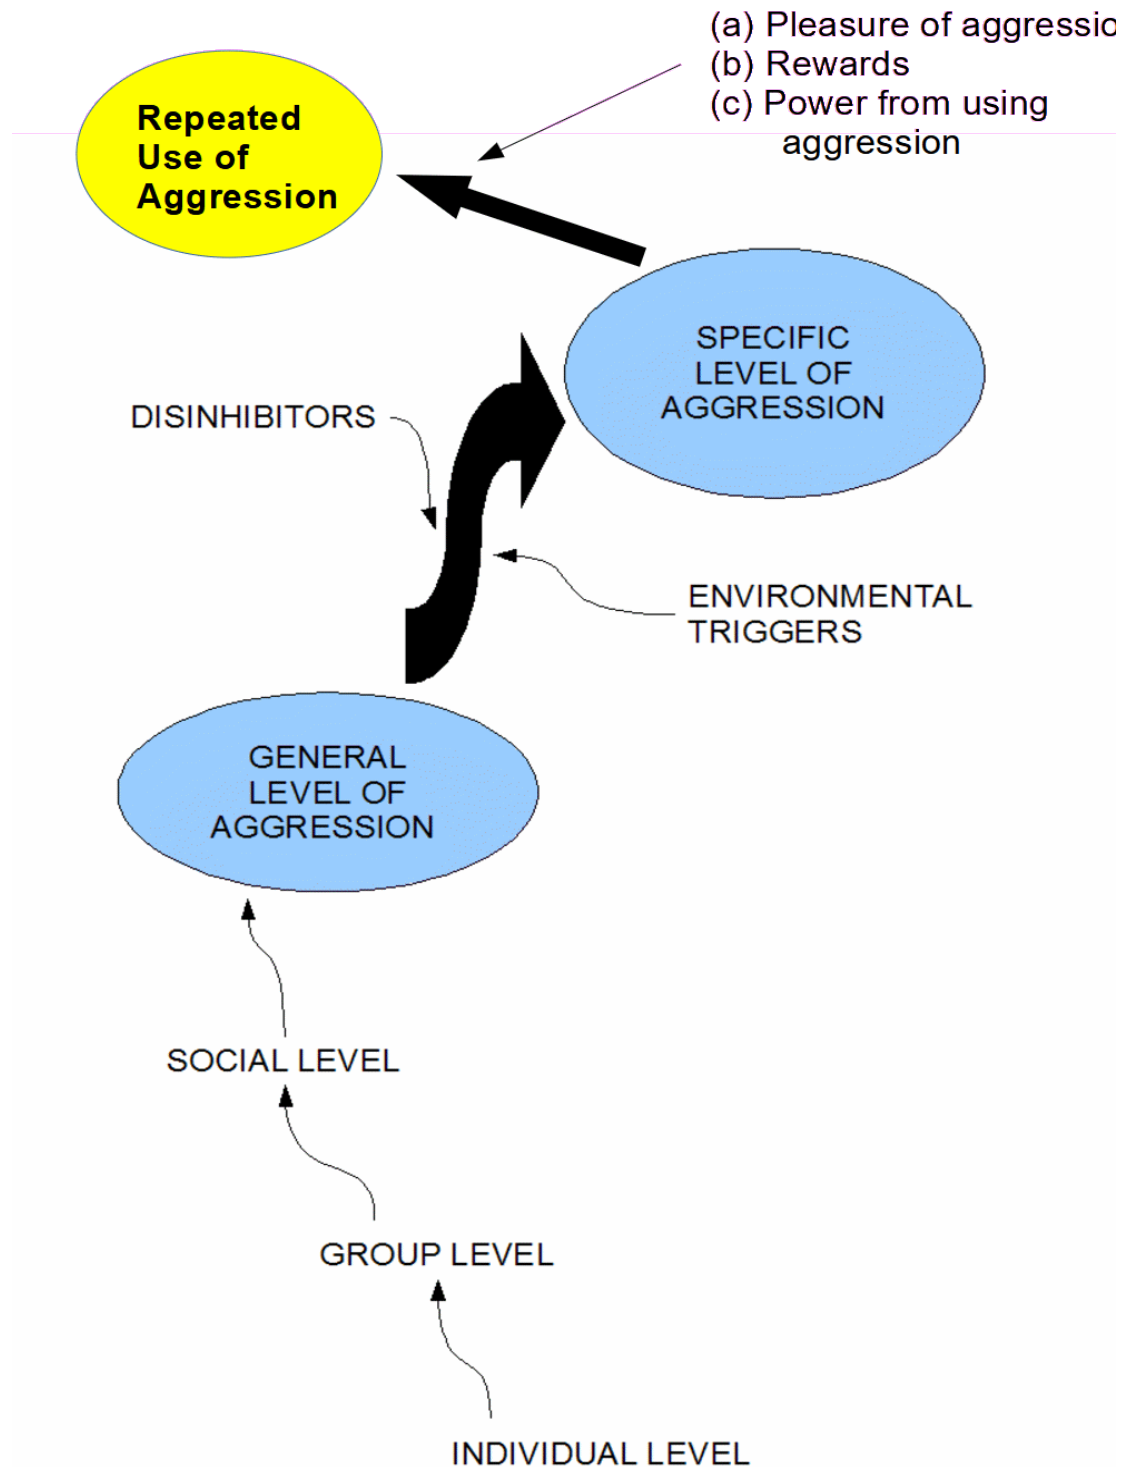 (a) Pleasure of aggressio
(b) Rewards
(c) Power from using
aggression
Repeated
Use of
Aggression
SPECIFIC
LEVEL OF
AGGRESSION
DISINHIBITORS
ENVIRONMENTAL
TRIGGERS
GENERAL
LEVEL OF
AGGRESSION
SOCIAL LEVEL
GROUP LEVEL
INDIVIDUAL LEVEL